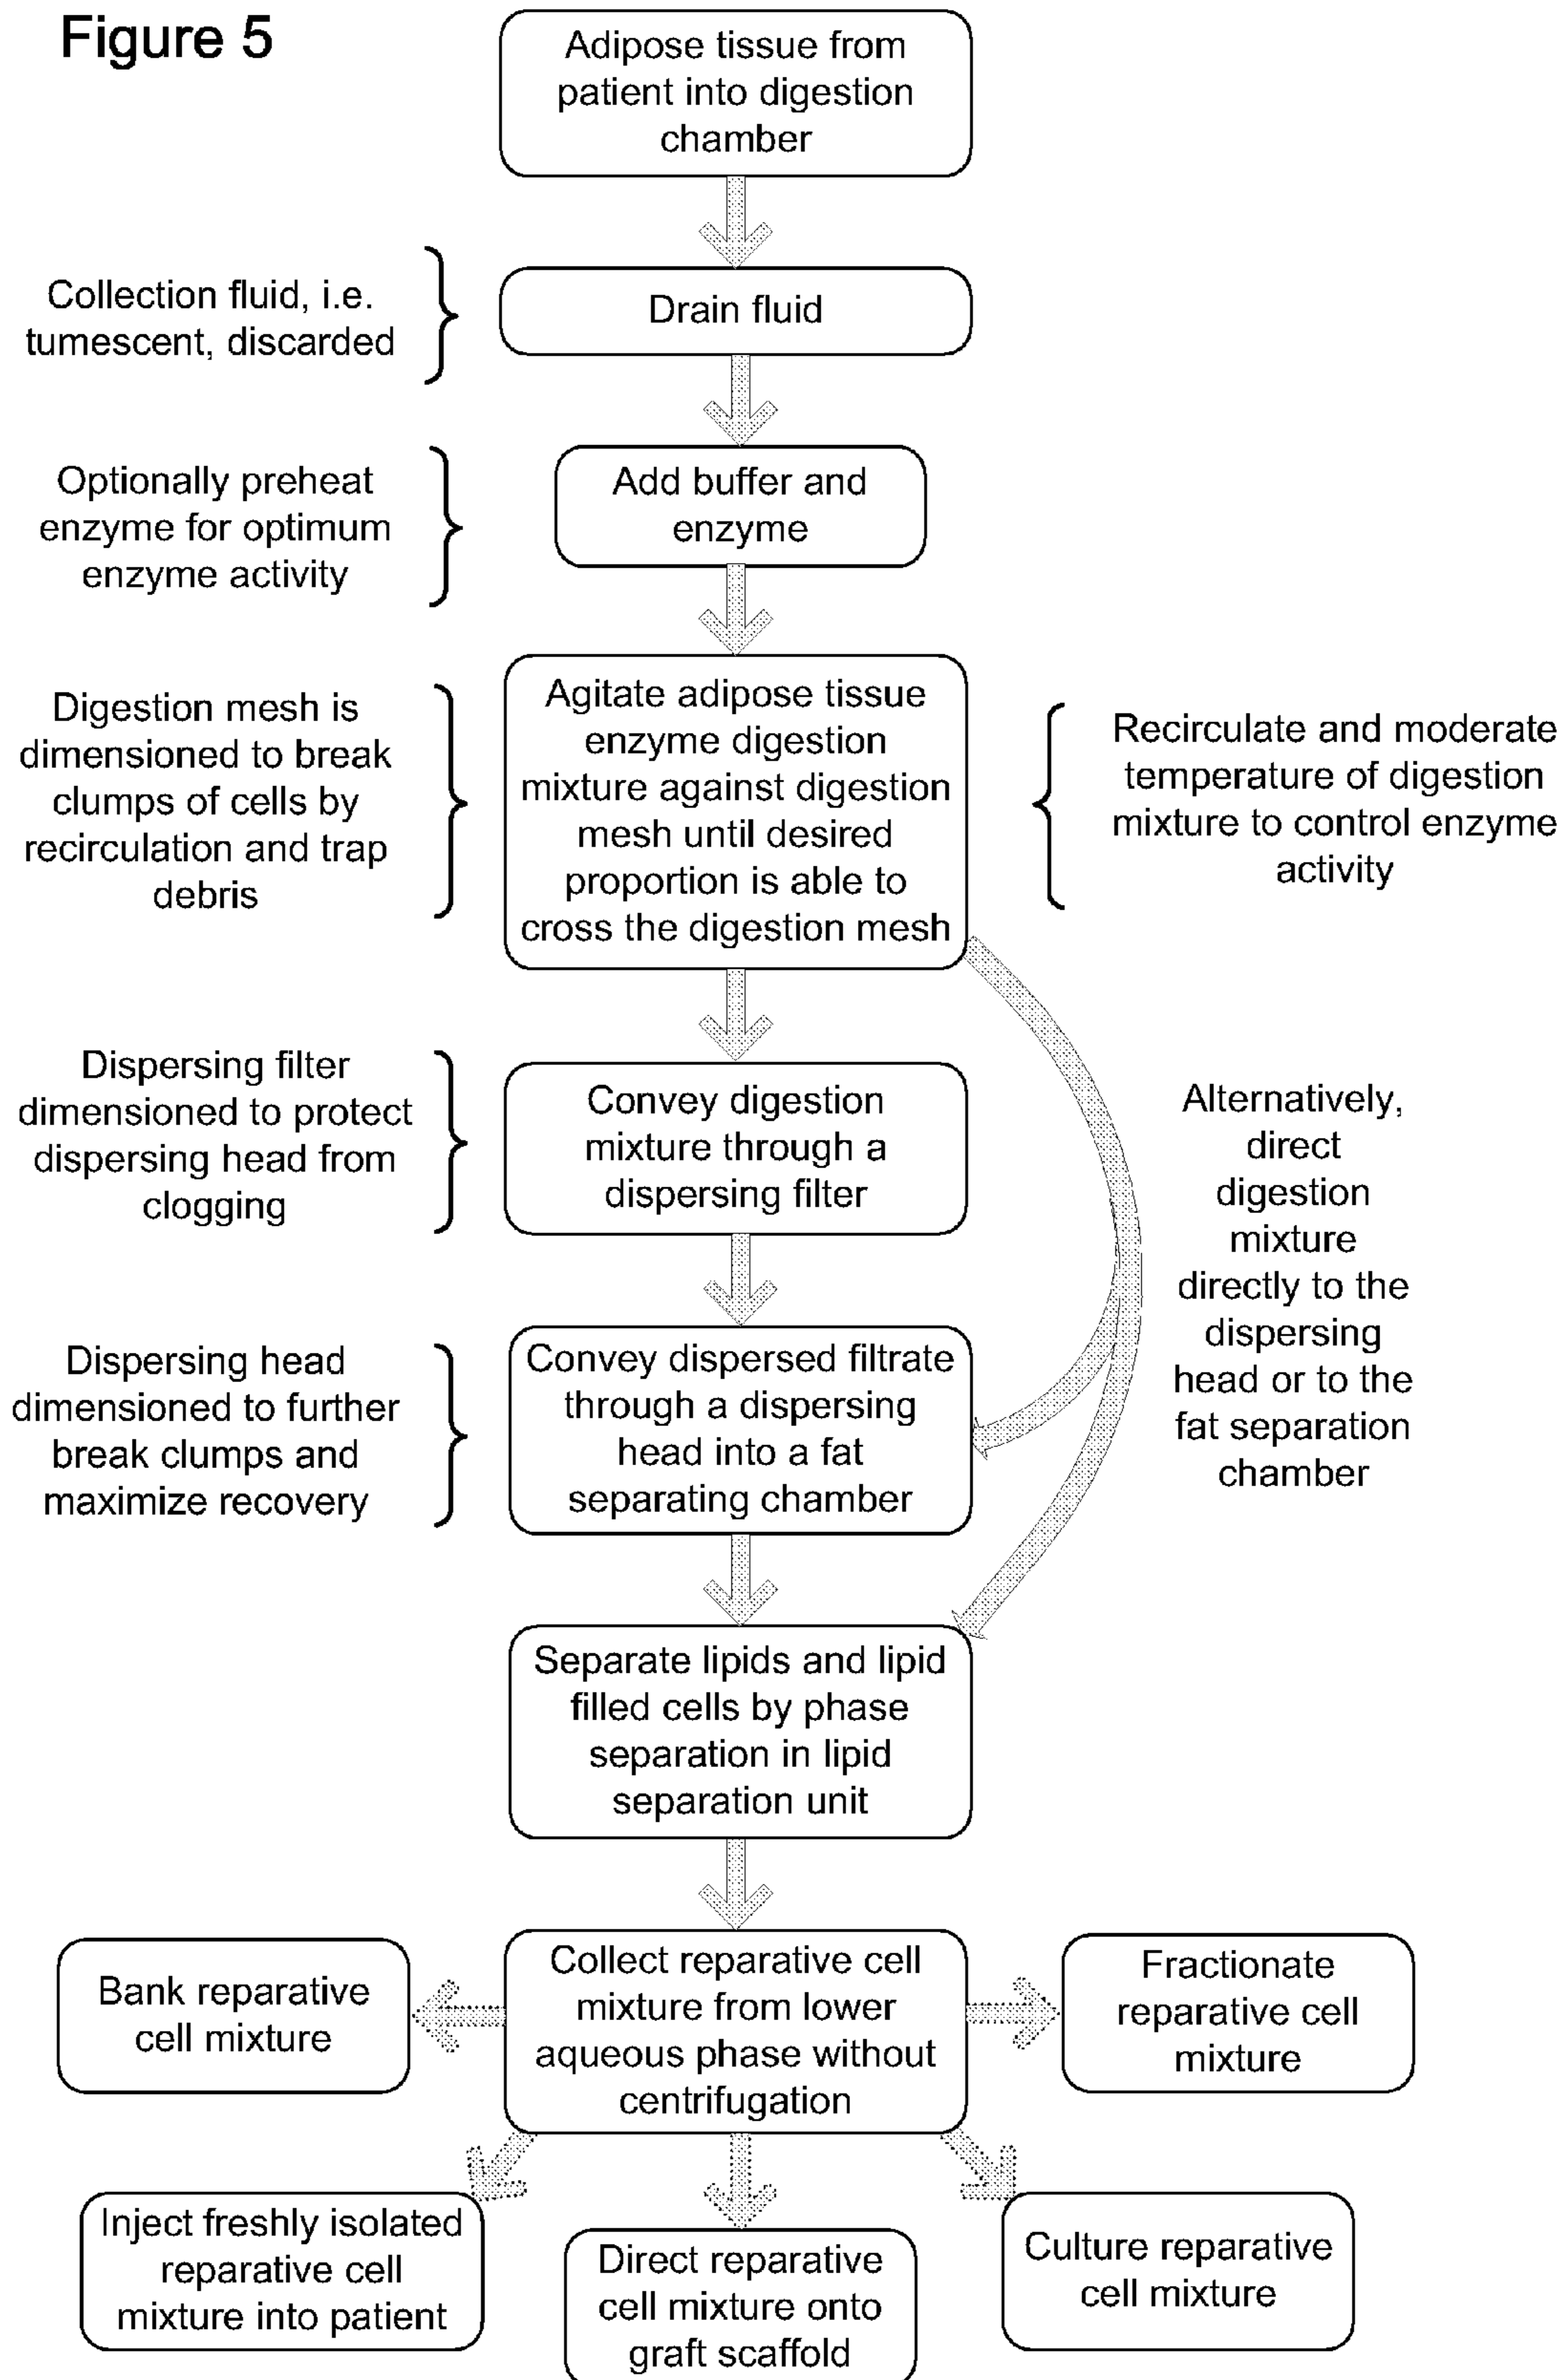 Figure 5
Adipose tissue from
patient into digestion
chamber
Collection fluid, i.e.
tumescent, discarded
Drain fluid
Optionally preheat
enzyme for optimum
enzyme activity
Add buffer and
enzyme
Digestion mesh is
dimensioned to break
clumps of cells by
recirculation and trap
debris
Agitate adipose tissue
enzyme digestion
mixture against digestion
mesh until desired
proportion is able to
cross the digestion mesh
Recirculate and moderate
temperature of digestion
mixture to control enzyme
activity
Dispersing filter
dimensioned to protect
dispersing head from
clogging
Convey digestion
mixture through a
dispersing filter
Alternatively,
direct
digestion
mixture
directly to the
dispersing
head or to the
fat separation
chamber
Dispersing head
dimensioned to further
break clumps and
maximize recovery
Convey dispersed filtrate
through a dispersing
head into a fat
separating chamber
Separate lipids and lipid
filled cells by phase
separation in lipid
separation unit
Bank reparative
cell mixture
Collect reparative cell
mixture from lower
aqueous phase without
centrifugation
Fractionate
reparative cell
mixture
Inject freshly isolated
reparative cell
mixture into patient
Direct reparative
cell mixture onto
graft scaffold
Culture reparative
cell mixture